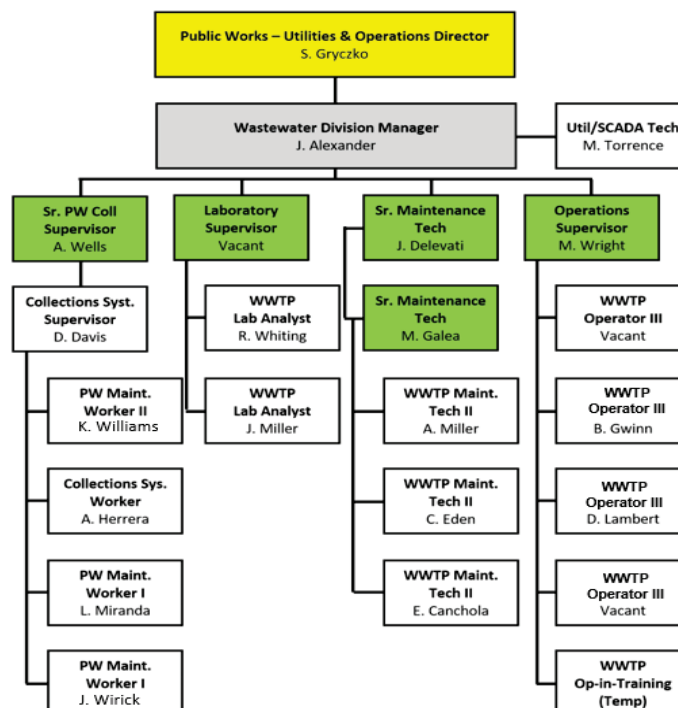 Public Works – Utilities & Operations Director
S. Gryczko
Wastewater Division Manager
J. Alexander
Util/SCADA Tech
M. Torrence
Sr. PW Coll
Supervisor
A. Wells
Laboratory
Supervisor
Vacant
Sr. Maintenance
Tech
J. Delevati
Operations
Supervisor
M. Wright
Collections Syst.
Supervisor
D. Davis
WWTP
Lab Analyst
R. Whiting
Sr. Maintenance
Tech
M. Galea
WWTP
Operator III
Vacant
PW Maint.
Worker II
K. Williams
WWTP
Lab Analyst
J. Miller
WWTP Maint.
Tech II
A. Miller
WWTP
Operator III
B. Gwinn
Collections Sys.
Worker
A. Herrera
WWTP Maint.
Tech II
C. Eden
WWTP
Operator III
D. Lambert
PW Maint.
Worker I
L. Miranda
WWTP Maint.
Tech II
E. Canchola
WWTP
Operator III
Vacant
PW Maint.
Worker I
J. Wirick
WWTP
Op-in-Training
(Temp)